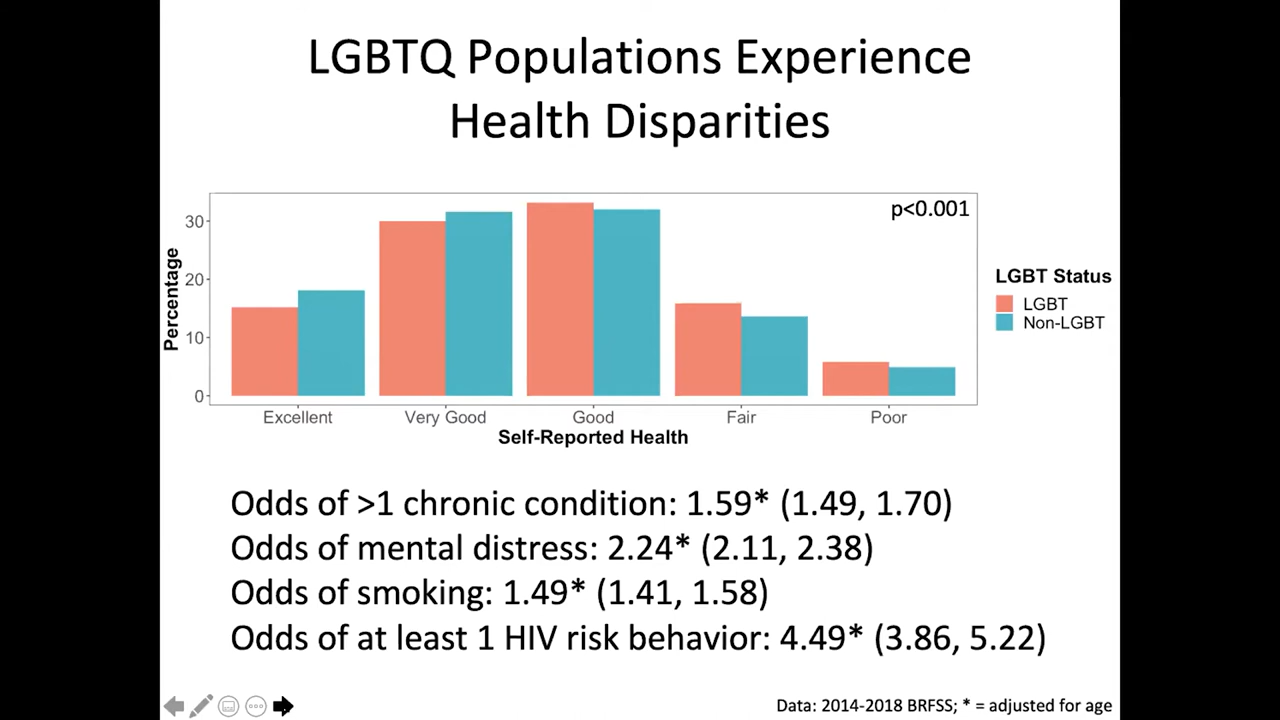 LGBTQ Populations Experience
Health Disparities
p<0.001
30
20
10
0
Percentage
Excellent Very Good Good Fair Poor
Self-Reported Health
LGBT Status
LGBT
Non-LGBT
Odds of >1 chronic condition: 1.59* (1.49, 1.70)
Odds of mental distress: 2.24* (2.11, 2.38)
Odds of smoking: 1.49* (1.41, 1.58)
Odds of at least 1 HIV risk behavior: 4.49* (3.86, 5.22)
Data: 2014-2018 BRFSS; * = adjusted for age